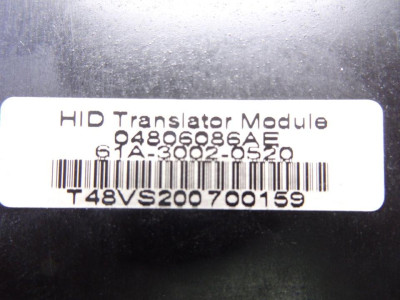 HID Translator Module
04806086AE
61A-3002-0520
T48VS200700159